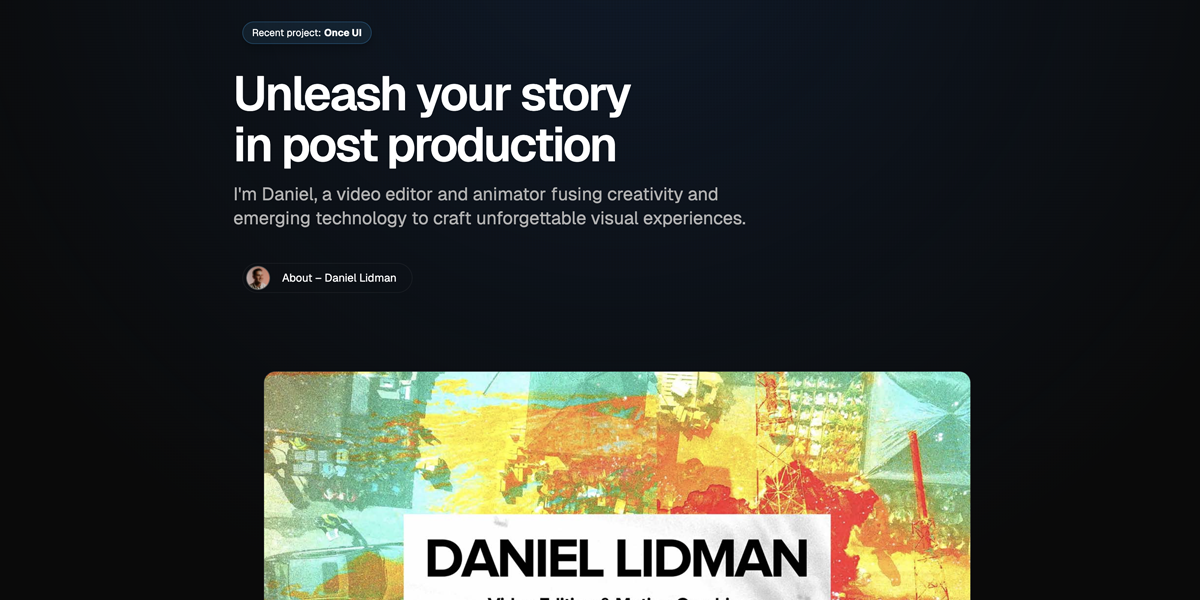 Recent project: Once UI
Unleash your story
in post production
I'm Daniel, a video editor and animator fusing creativity and
emerging technology to craft unforgettable visual experiences.
About – Daniel Lidman
DANIEL LIDMAN